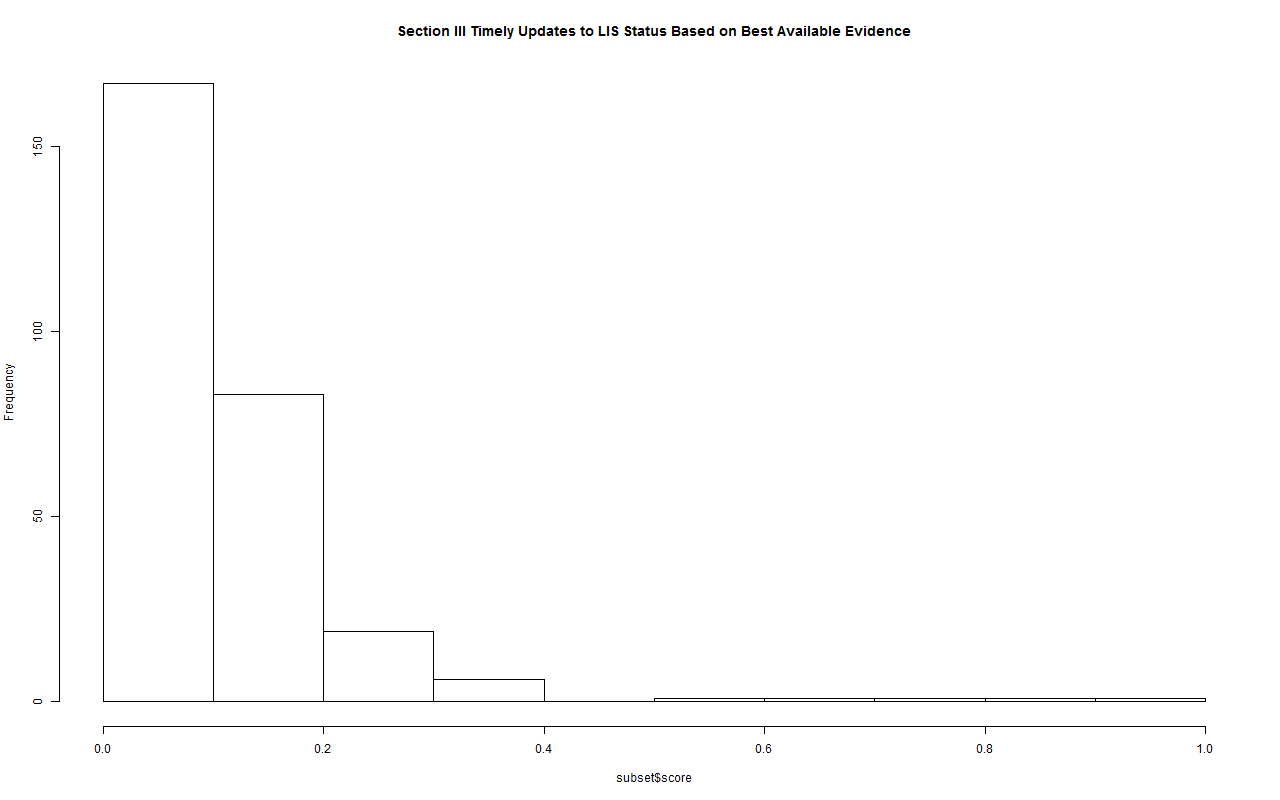 Section III Timely Updates to LIS Status Based on Best Available Evidence
150
100
50
0
Frequency
0.0 0.2 0.4 0.6 0.8 1.0
subset$score